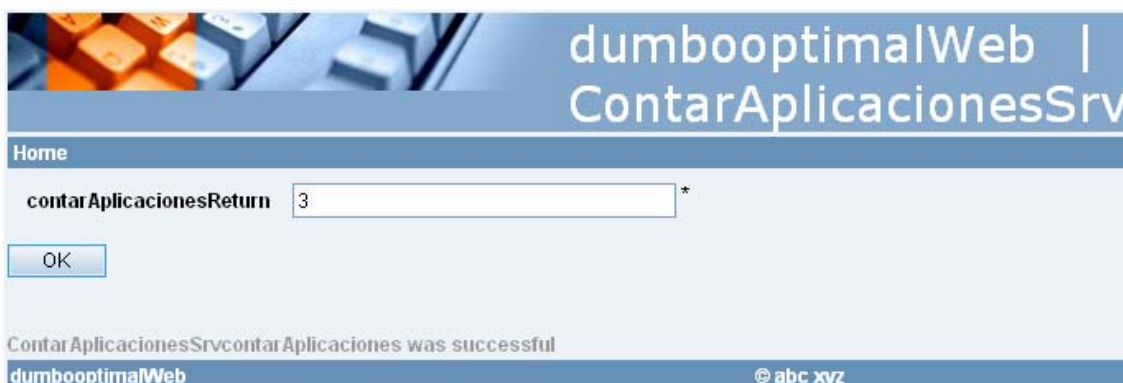 dumbooptimalWeb |
ContarAplicacionesSrv
Home
contarAplicacionesReturn 3 *
OK
ContarAplicacionesSrvcontarAplicaciones was successful
dumbooptimalWeb © abc xyz